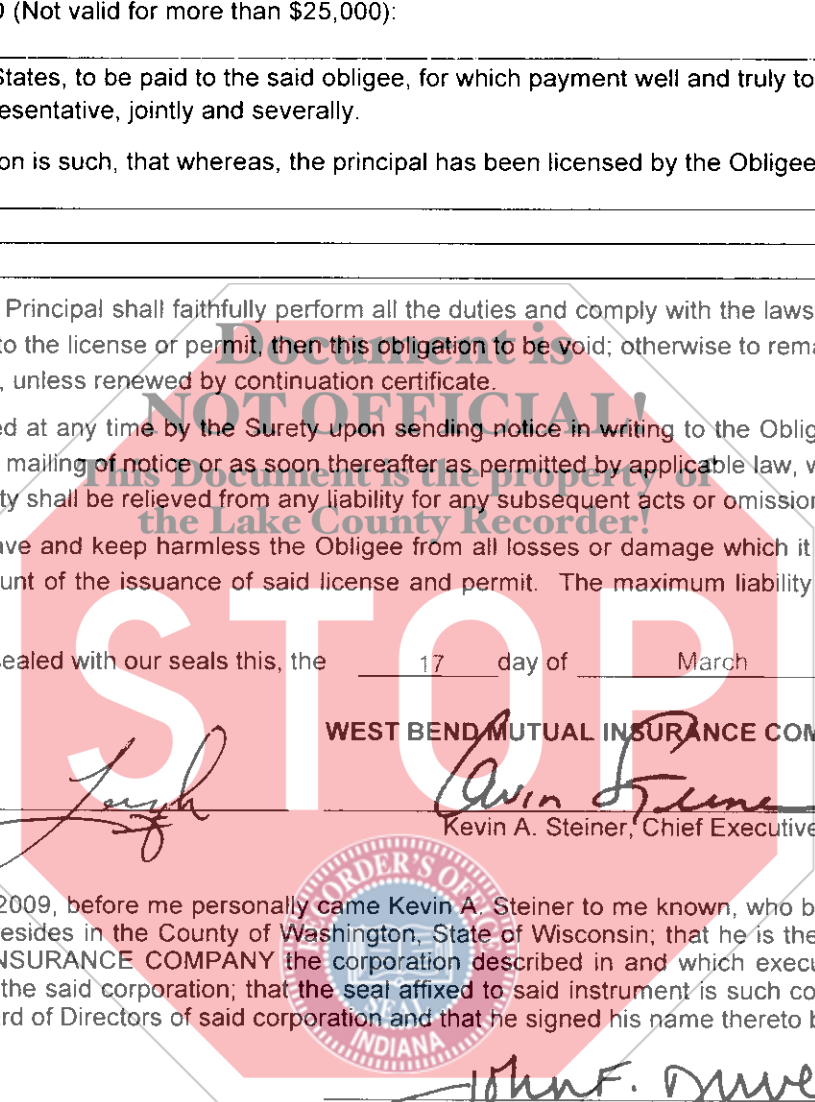 (Not valid for more than $25,000):
States, to be paid to the said obligee, for which payment well and truly to
esentative, jointly and severally.
on is such, that whereas, the principal has been licensed by the Obligee
Principal shall faithfully perform all the duties and comply with the laws
to the license or permit, then this obligation to be void; otherwise to rema
Document is
, unless renewed by continuation certificate.
NOT OFFICIAL!
ed at any time by the Surety upon sending notice in writing to the Oblig
mailing of notice or as soon thereafter as permitted by applicable law, w
This Document is the property of
ty shall be relieved from any liability for any subsequent acts or omission
the Lake County Recorder!
ave and keep harmless the Obligee from all losses or damage which it
unt of the issuance of said license and permit. The maximum liability
STOP
sealed with our seals this, the 17 day of March
WEST BEND MUTUAL INSURANCE COM
Kevin A. Steiner, Chief Executive
RECORDER'S OFFICE
2009, before me personally came Kevin A. Steiner to me known, who b
esides in the County of Washington, State of Wisconsin; that he is the
NSURANCE COMPANY the corporation described in and which execu
the said corporation; that the seal affixed to said instrument is such co
SEAL
rd of Directors of said corporation and that he signed his name thereto b
INDIANA
John F.